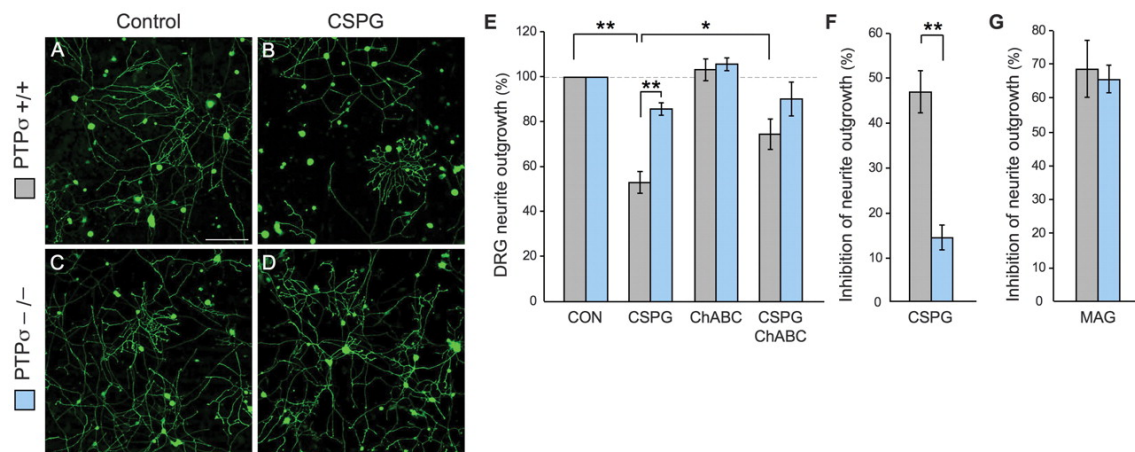 Control
CSPG
PTPσ +/+
PTPσ −/−
A
B
C
D
E
DRG neurite outgrowth (%)
120
100
80
60
40
20
0
**
*
**
CON
CSPG
ChABC
CSPG
ChABC
F
Inhibition of neurite outgrowth (%)
60
50
40
30
20
10
0
**
CSPG
G
Inhibition of neurite outgrowth (%)
80
70
60
50
40
30
20
10
0
MAG